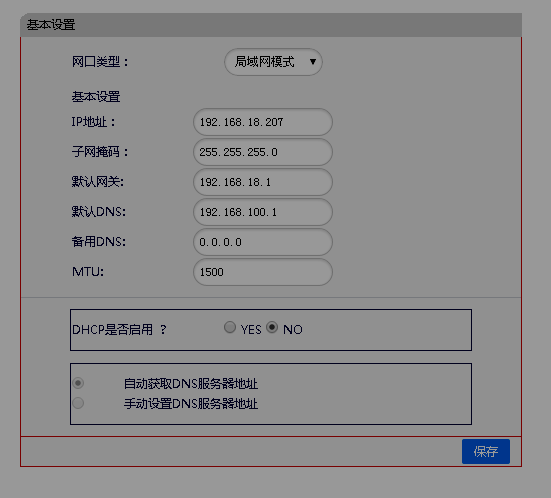 基本设置
网口类型： 局域网模式
基本设置
IP地址： 192.168.18.207
子网掩码： 255.255.255.0
默认网关: 192.168.18.1
默认DNS: 192.168.100.1
备用DNS: 0.0.0.0
MTU: 1500
DHCP是否启用 ？ YES NO
自动获取DNS服务器地址
手动设置DNS服务器地址
保存